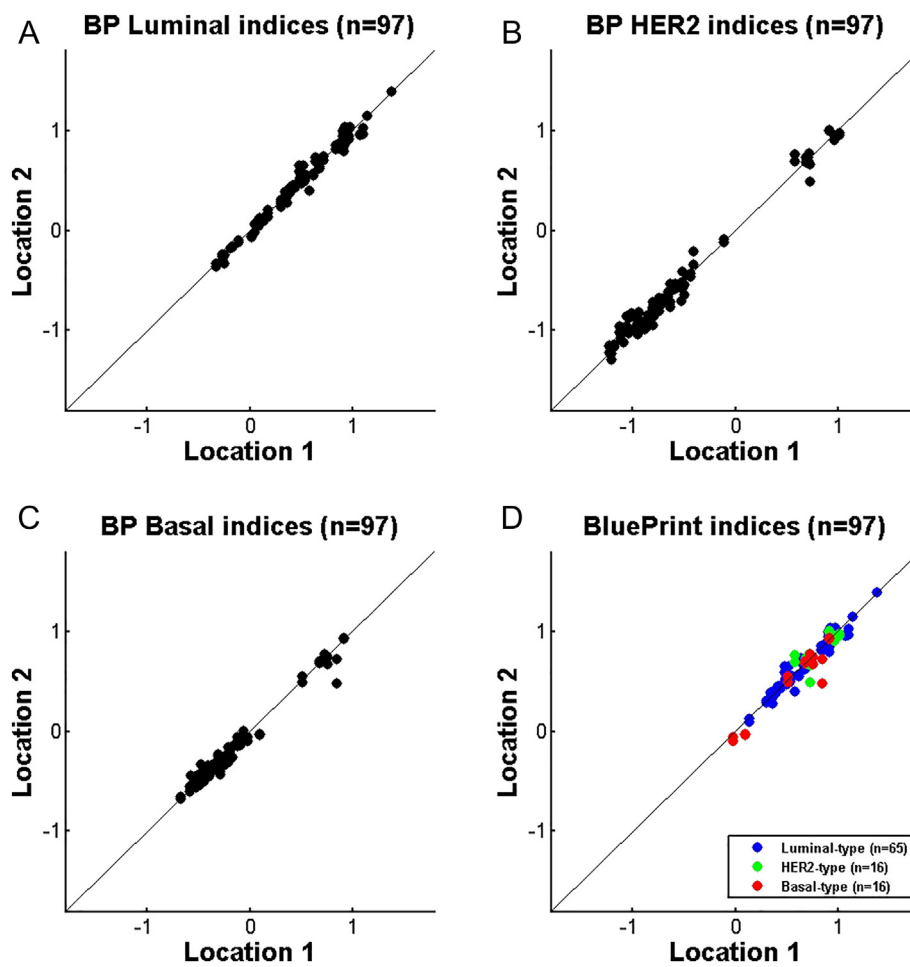 A BP Luminal indices (n=97)
Location 2
1
0
-1
-1 0 1
Location 1
B BP HER2 indices (n=97)
Location 2
1
0
-1
-1 0 1
Location 1
C BP Basal indices (n=97)
Location 2
1
0
-1
-1 0 1
Location 1
D BluePrint indices (n=97)
Location 2
1
0
-1
-1 0 1
Location 1
Luminal-type (n=65)
HER2-type (n=16)
Basal-type (n=16)